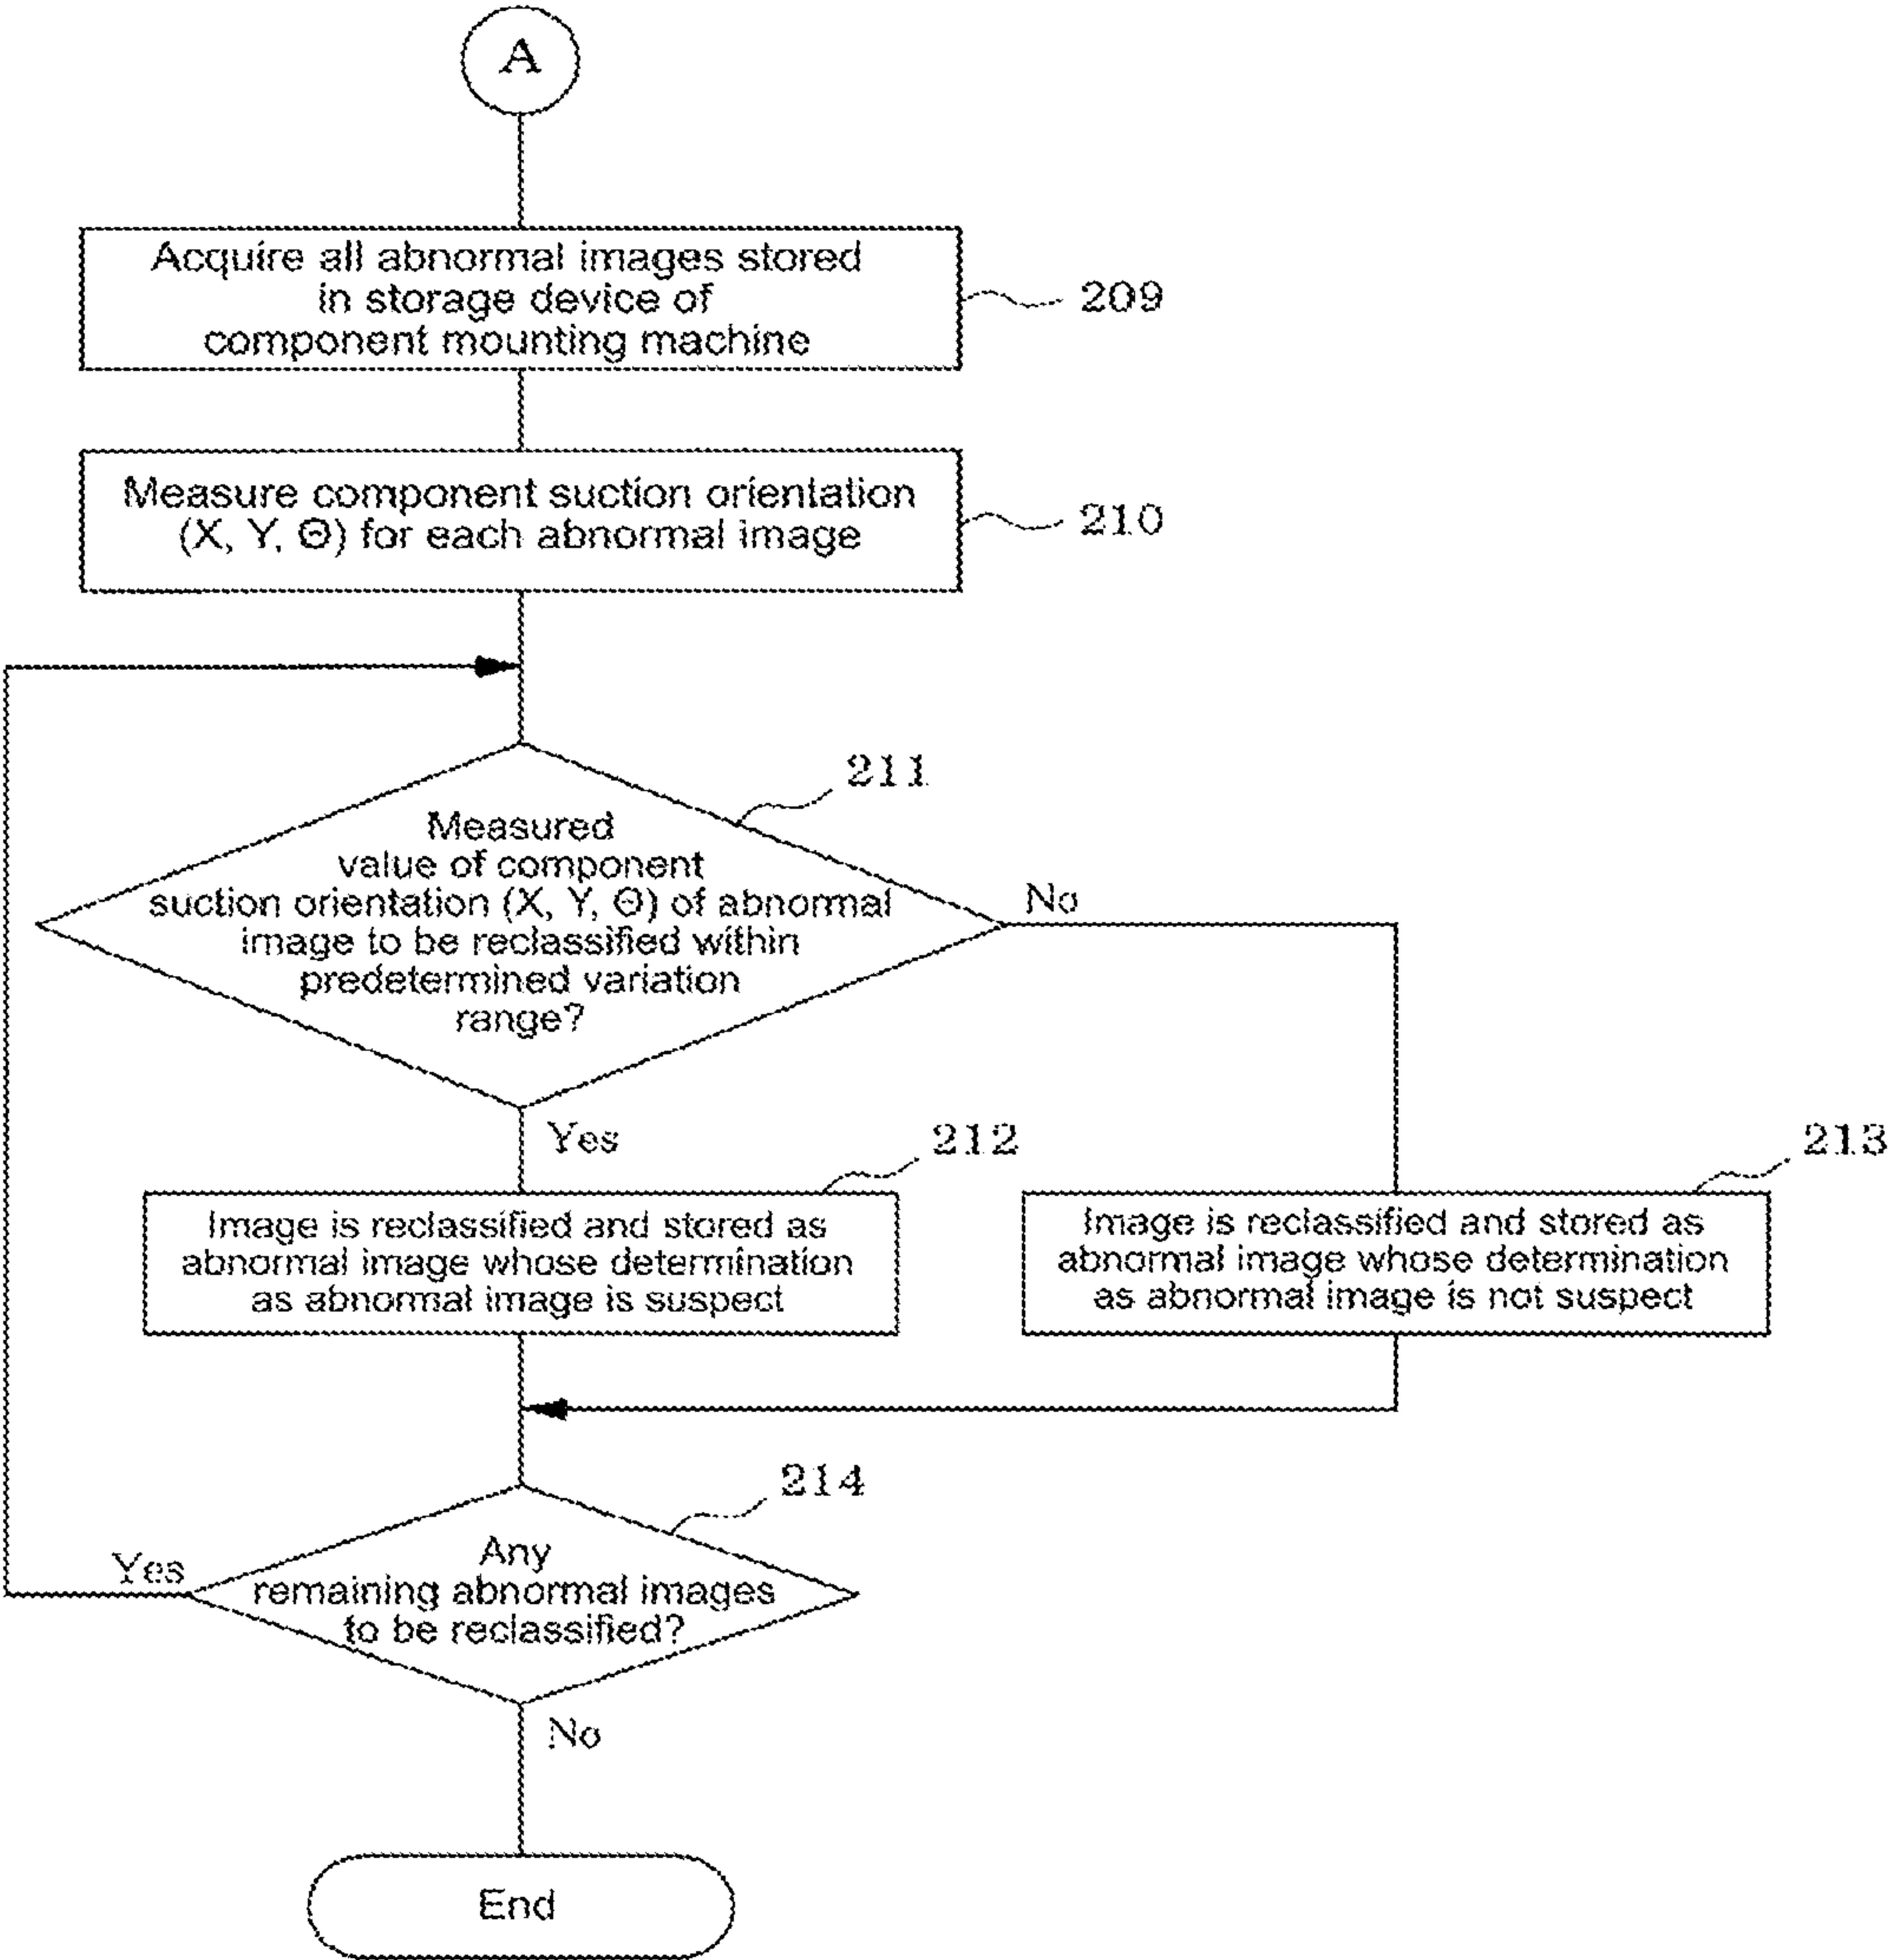 A
Acquire all abnormal images stored
in storage device of
component mounting machine
209
Measure component suction orientation
(X, Y, Θ) for each abnormal image
210
211
Measured
value of component
suction orientation (X, Y, Θ) of abnormal
image to be reclassified within
predetermined variation
range?
No
Yes
212
213
Image is reclassified and stored as
abnormal image whose determination
as abnormal image is suspect
Image is reclassified and stored as
abnormal image whose determination
as abnormal image is not suspect
214
Any
remaining abnormal images
to be reclassified?
Yes
No
End